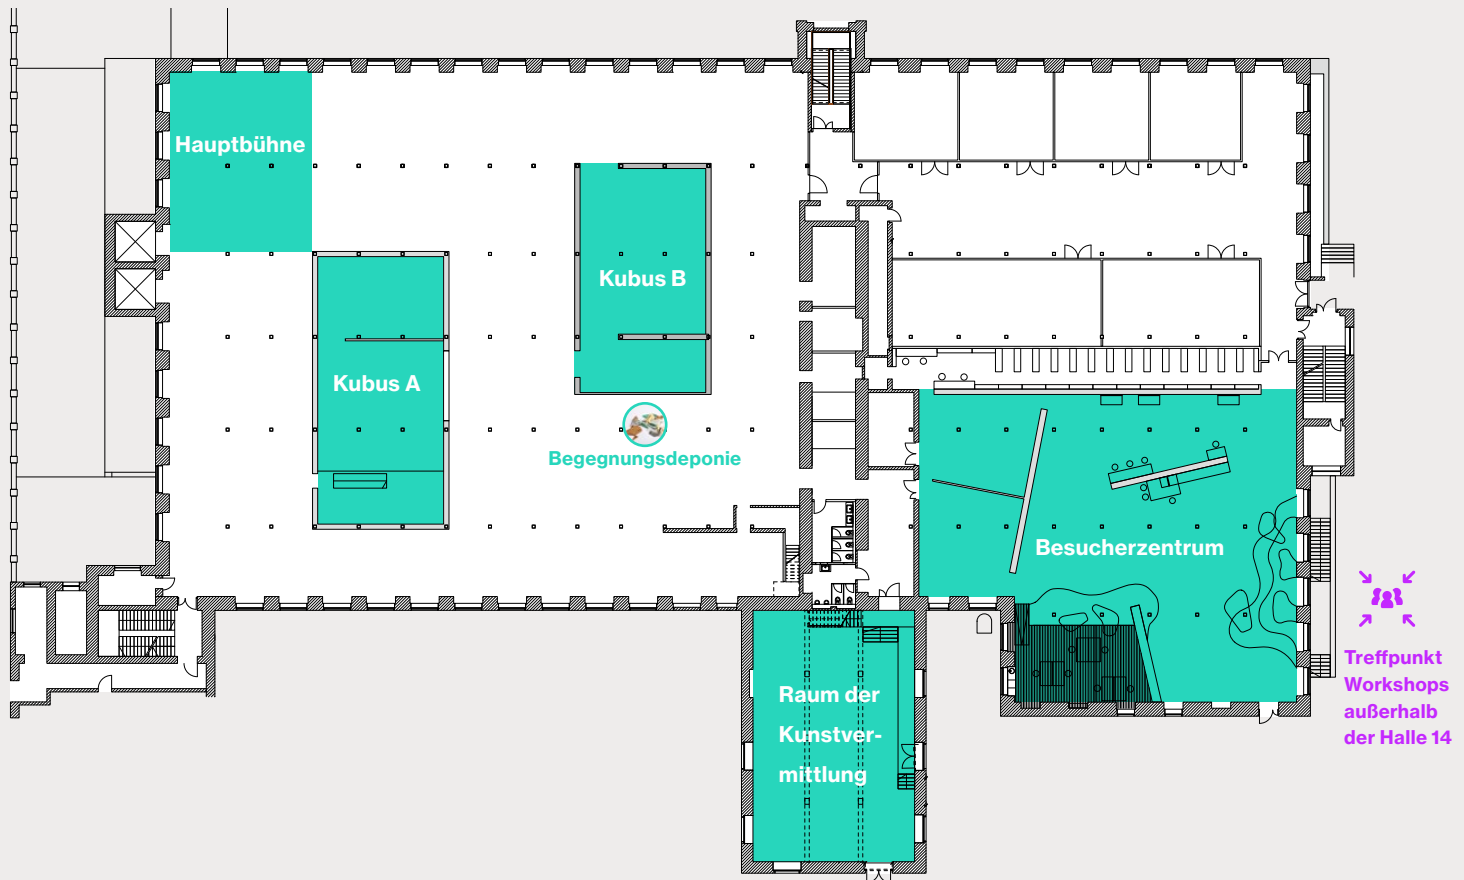 Hauptbühne
Kubus B
Kubus A
Begegnungsdeponie
Besucherzentrum
Raum der
Kunstver-
mittlung
Treffpunkt
Workshops
außerhalb
der Halle 14